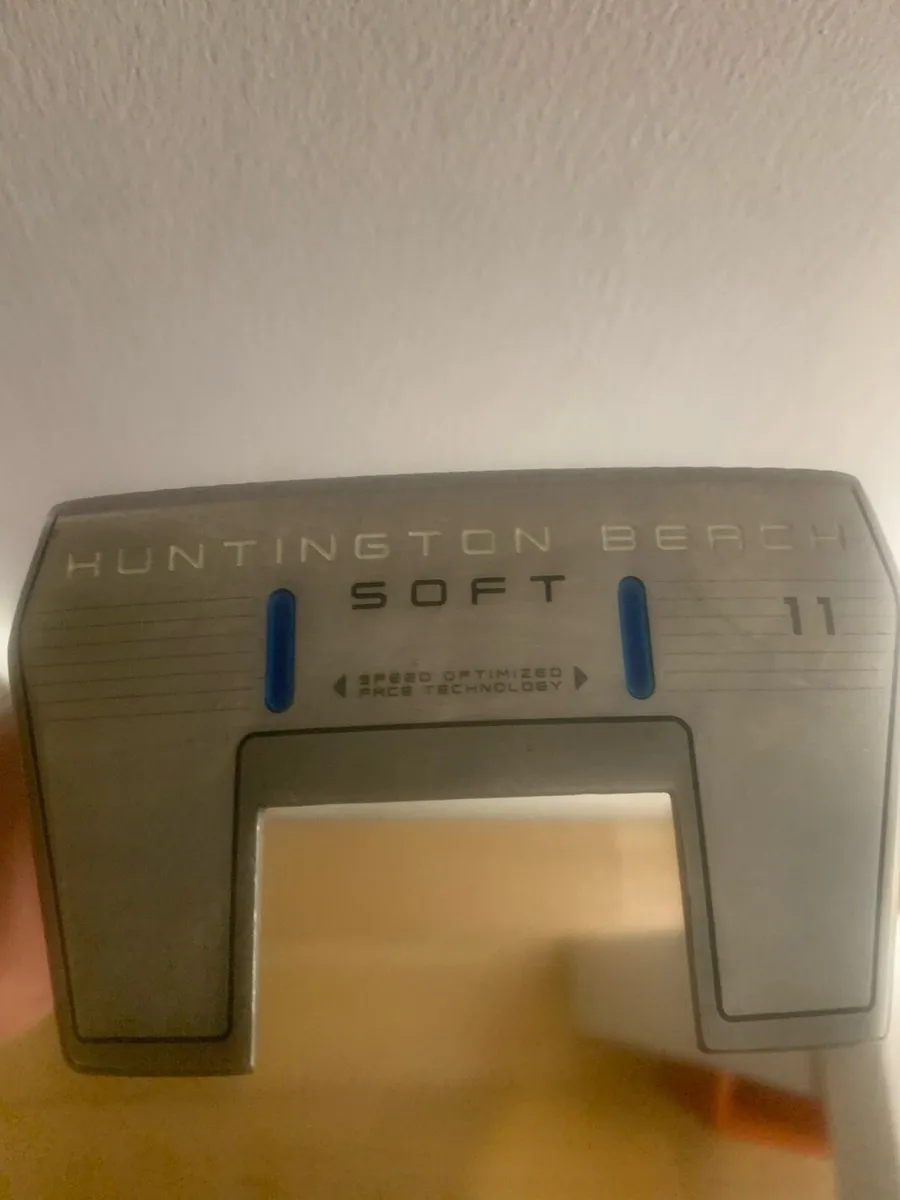 HUNTINGTON BEACH
SOFT
11
SPEED OPTIMIZED
FACE TECHNOLOGY